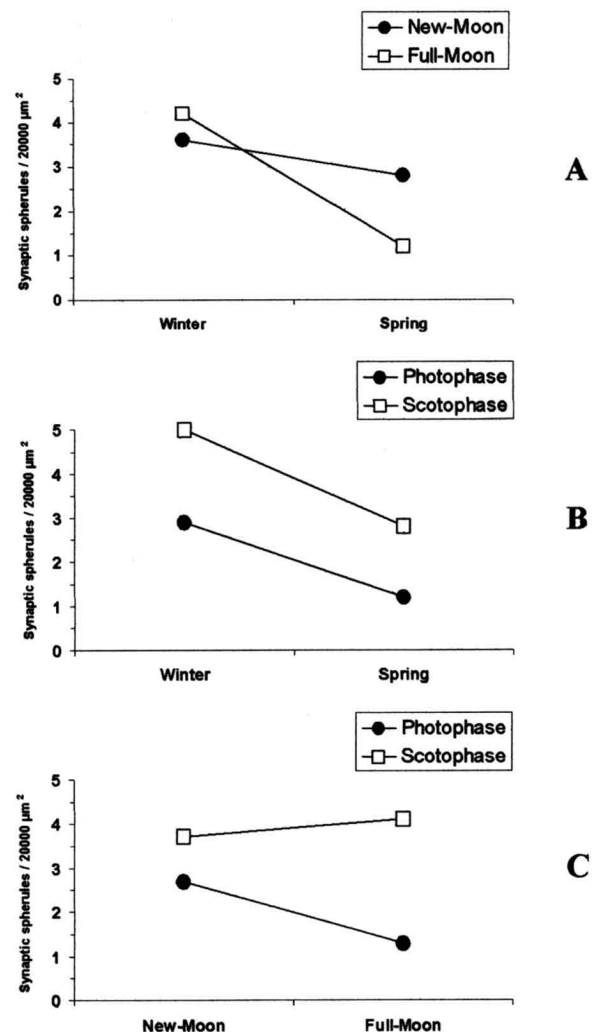 New-Moon
Full-Moon
Synaptic spherules / 20000 µm²
5
4
3
2
1
0
Winter Spring
A
Photophase
Scotophase
Synaptic spherules / 20000 µm²
5
4
3
2
1
0
Winter Spring
B
Photophase
Scotophase
Synaptic spherules / 20000 µm²
5
4
3
2
1
0
New-Moon Full-Moon
C